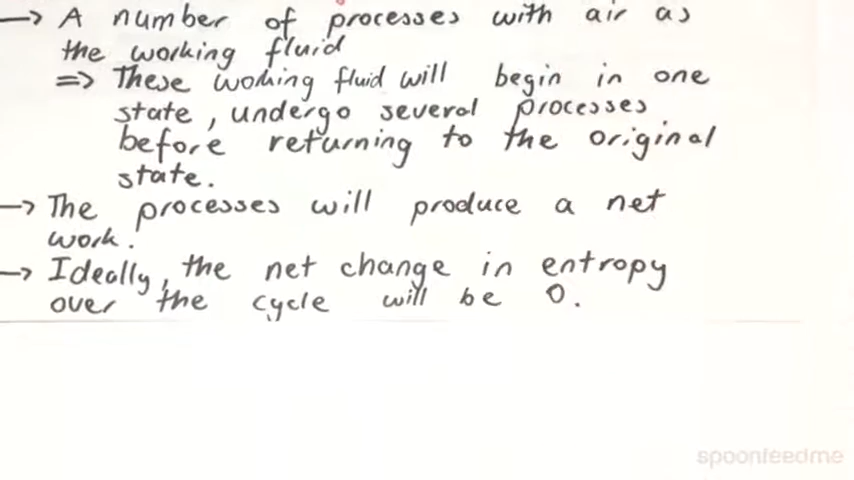 → A number of processes with air as
the working fluid
⇒ These working fluid will begin in one
state, undergo several processes
before returning to the original
state.
→ The processes will produce a net
work.
→ Ideally, the net change in entropy
over the cycle will be 0.
spoonfeedme